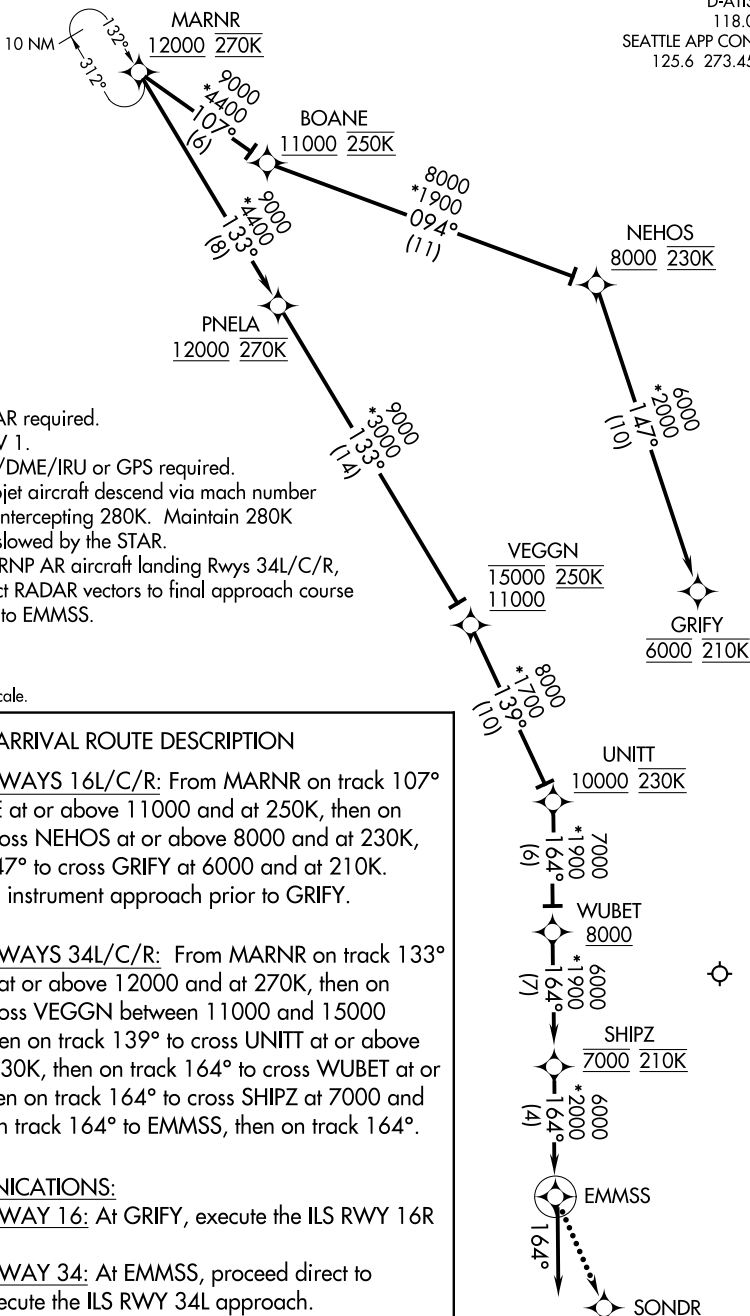 D-ATIS
118.0
SEATTLE APP CON
125.6 273.45
MARNR
12000 270K
10 NM
132°
312°
9000
*4400
107°
(6)
BOANE
11000 250K
8000
*1900
094°
(11)
NEHOS
8000 230K
9000
*4400
133°
(8)
PNELA
12000 270K
6000
*2000
147°
(10)
GRIFY
6000 210K
9000
*3000
133°
(14)
AR required.
1.
/DME/IRU or GPS required.
jet aircraft descend via mach number
ntercepting 280K. Maintain 280K
slowed by the STAR.
RNP AR aircraft landing Rwys 34L/C/R,
ct RADAR vectors to final approach course
to EMMSS.
VEGGN
15000 250K
11000
8000
*1700
139°
(10)
cale.
UNITT
10000 230K
7000
*1900
164°
(6)
WUBET
8000
6000
*1900
164°
(7)
SHIPZ
7000 210K
6000
*2000
164°
(4)
EMMSS
164°
SONDR
ARRIVAL ROUTE DESCRIPTION
WAYS 16L/C/R: From MARNR on track 107°
E at or above 11000 and at 250K, then on
oss NEHOS at or above 8000 and at 230K,
47° to cross GRIFY at 6000 and at 210K.
instrument approach prior to GRIFY.
WAYS 34L/C/R: From MARNR on track 133°
at or above 12000 and at 270K, then on
oss VEGGN between 11000 and 15000
en on track 139° to cross UNITT at or above
30K, then on track 164° to cross WUBET at or
en on track 164° to cross SHIPZ at 7000 and
n track 164° to EMMSS, then on track 164°.
NICATIONS:
WAY 16: At GRIFY, execute the ILS RWY 16R
WAY 34: At EMMSS, proceed direct to
ecute the ILS RWY 34L approach.